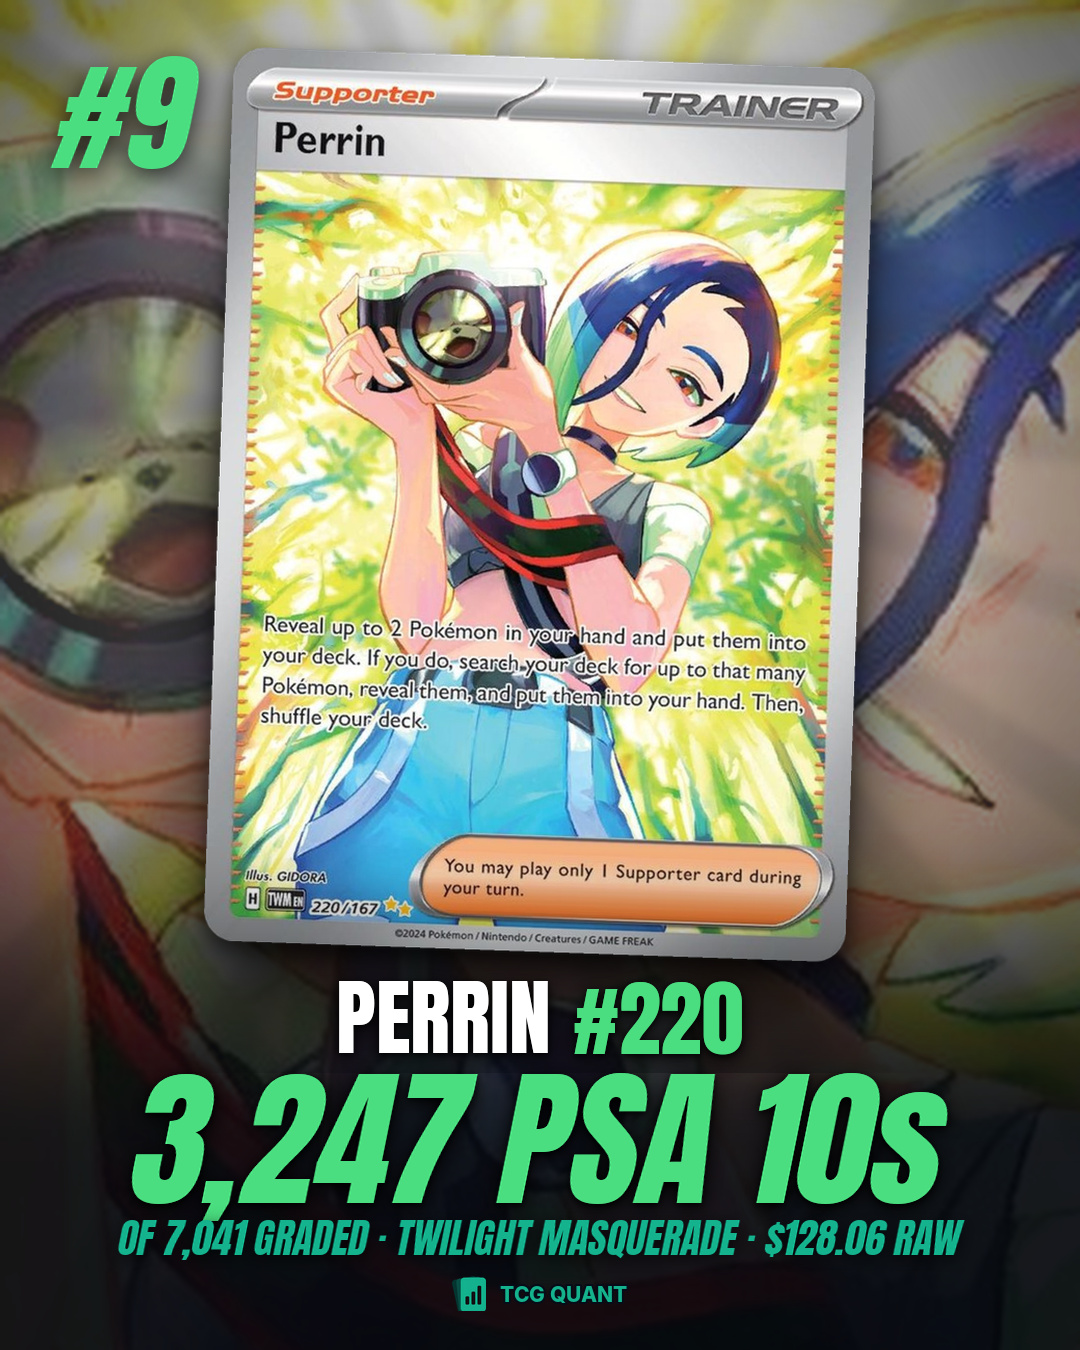 #9
Supporter
TRAINER
Perrin
Reveal up to 2 Pokémon in your hand and put them into
your deck. If you do, search your deck for up to that many
Pokémon, reveal them, and put them into your hand. Then,
shuffle your deck.
You may play only 1 Supporter card during
your turn.
Illus. GIDORA
H TWM EN 220/167
©2024 Pokémon / Nintendo / Creatures / GAME FREAK
PERRIN #220
3,247 PSA 10s
OF 7,041 GRADED · TWILIGHT MASQUERADE · $128.06 RAW
TCG QUANT